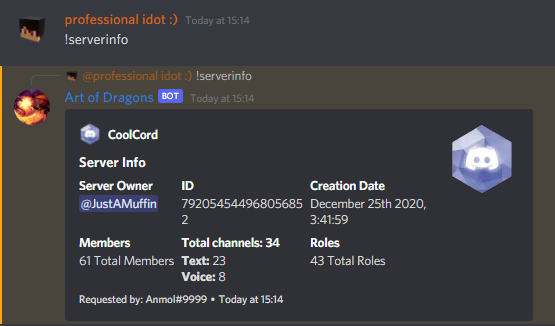 professional idot :) Today at 15:14
!serverinfo
@professional idot :) !serverinfo
Art of Dragons BOT Today at 15:14
CoolCord
Server Info
Server Owner ID Creation Date
@JustAMuffin 79205454496805685 December 25th 2020,
2 3:41:59
Members Total channels: 34 Roles
61 Total Members Text: 23 43 Total Roles
Voice: 8
Requested by: Anmol#9999 • Today at 15:14